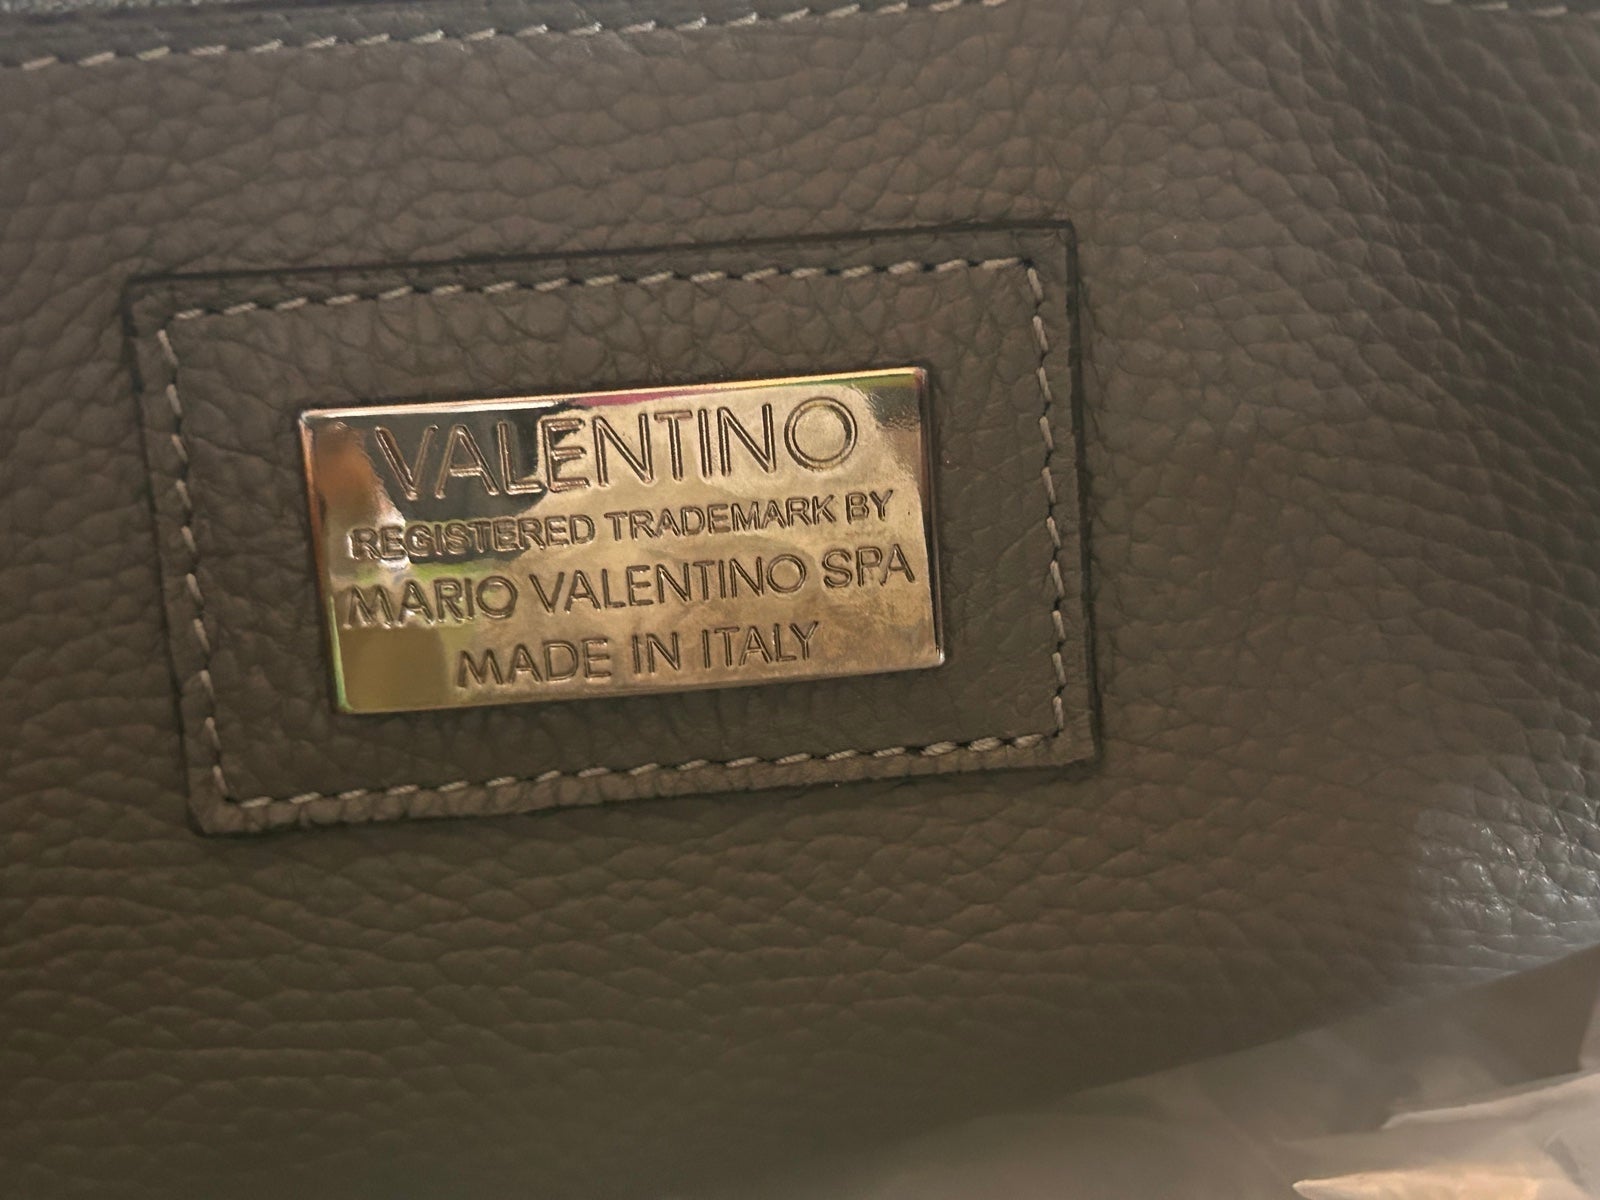 VALENTINO
REGISTERED TRADEMARK BY
MARIO VALENTINO SPA
MADE IN ITALY